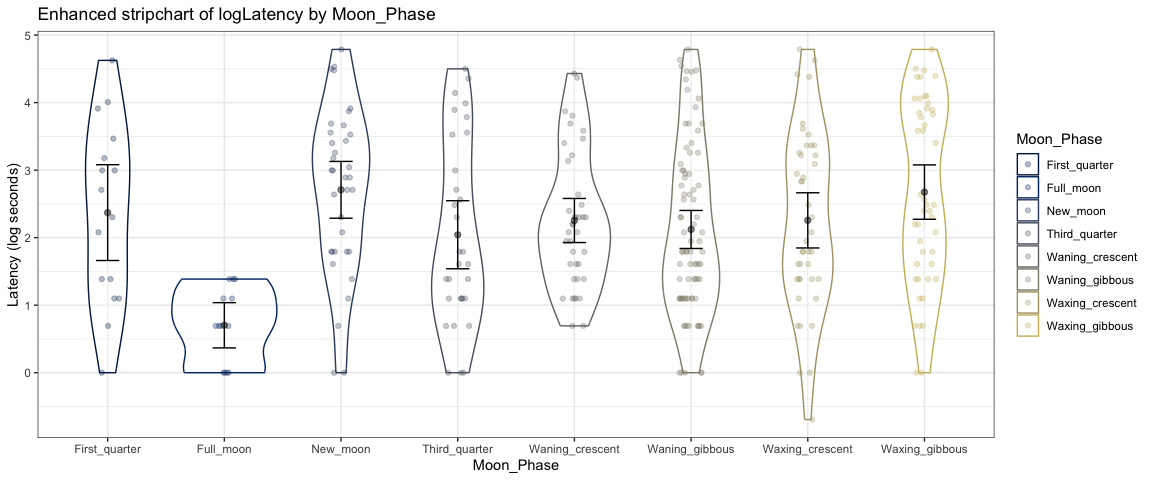 Enhanced stripchart of logLatency by Moon_Phase
Latency (log seconds)
5
4
3
2
1
0
First_quarter
Full_moon
New_moon
Third_quarter
Waning_crescent
Waning_gibbous
Waxing_crescent
Waxing_gibbous
Moon_Phase
Moon_Phase
First_quarter
Full_moon
New_moon
Third_quarter
Waning_crescent
Waning_gibbous
Waxing_crescent
Waxing_gibbous